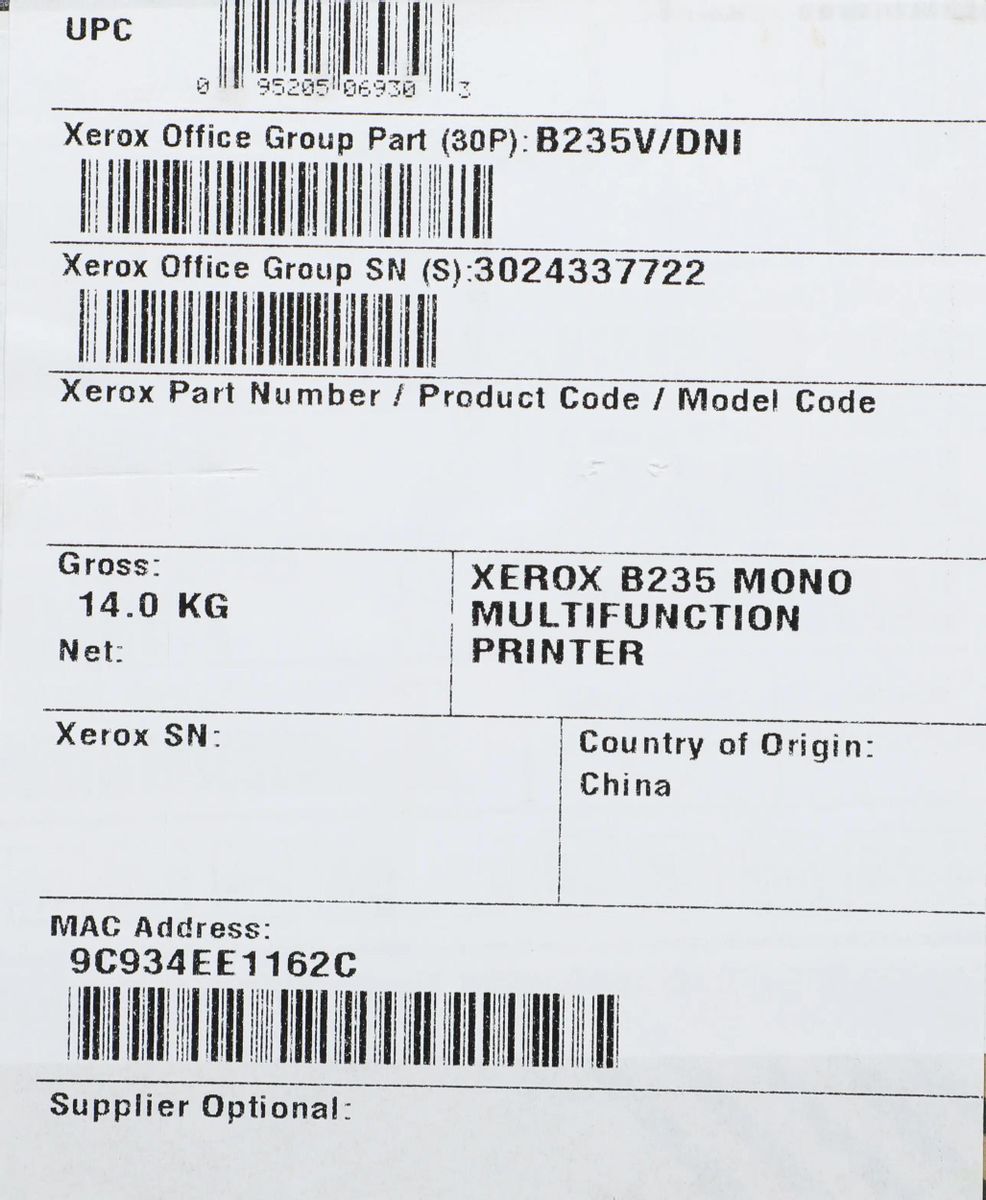 UPC
0 95205 06930 3
Xerox Office Group Part (30P): B235V/DNI
Xerox Office Group SN (S):3024337722
Xerox Part Number / Product Code / Model Code
Gross:
14.0 KG
Net:
XEROX B235 MONO
MULTIFUNCTION
PRINTER
Xerox SN:
Country of Origin:
China
MAC Address:
9C934EE1162C
Supplier Optional: